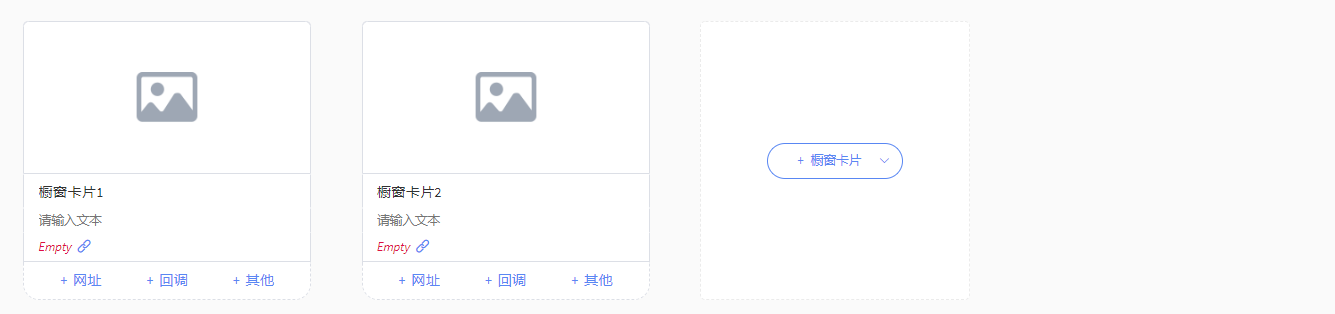 橱窗卡片1
请输入文本
Empty
+ 网址 + 回调 + 其他
橱窗卡片2
请输入文本
Empty
+ 网址 + 回调 + 其他
+ 橱窗卡片